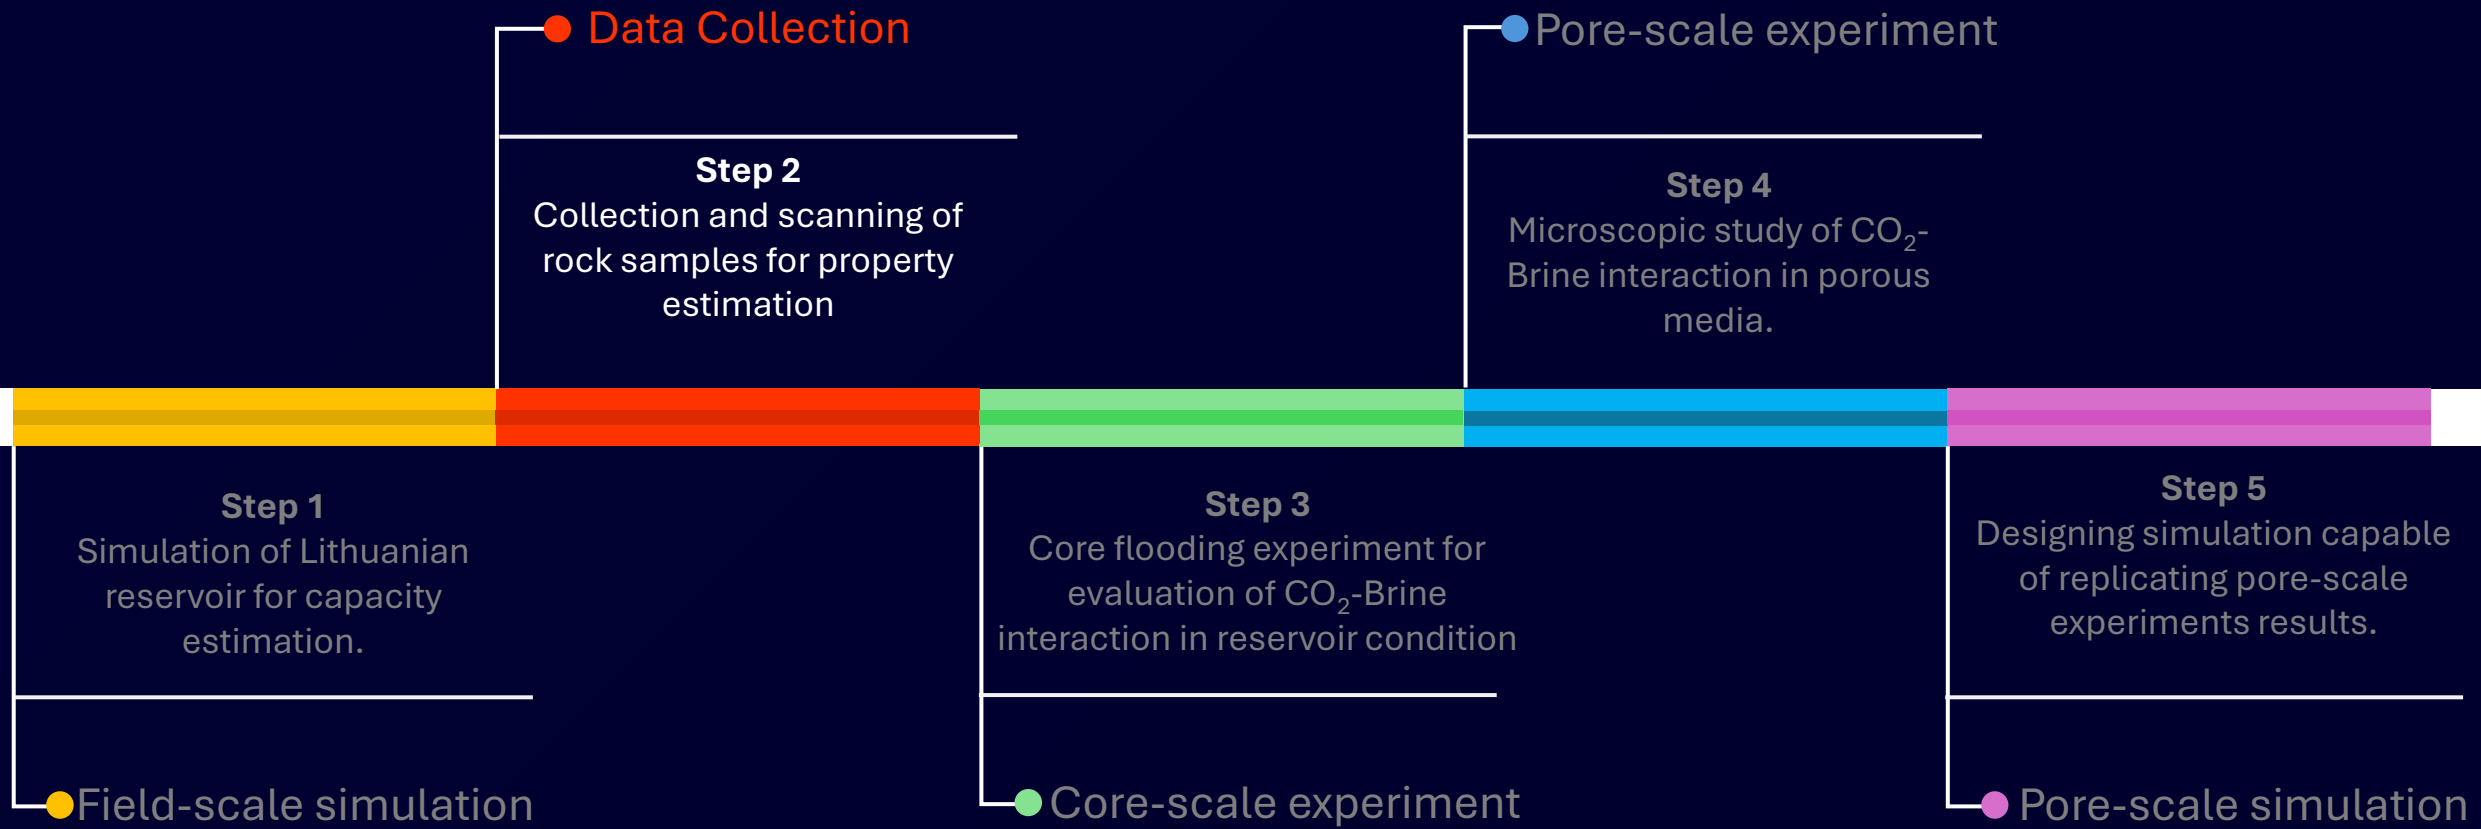 Data Collection
Step 2
Collection and scanning of
rock samples for property
estimation
Pore-scale experiment
Step 4
Microscopic study of CO₂-
Brine interaction in porous
media.
Step 1
Simulation of Lithuanian
reservoir for capacity
estimation.
Field-scale simulation
Step 3
Core flooding experiment for
evaluation of CO₂-Brine
interaction in reservoir condition
Core-scale experiment
Step 5
Designing simulation capable
of replicating pore-scale
experiments results.
Pore-scale simulation